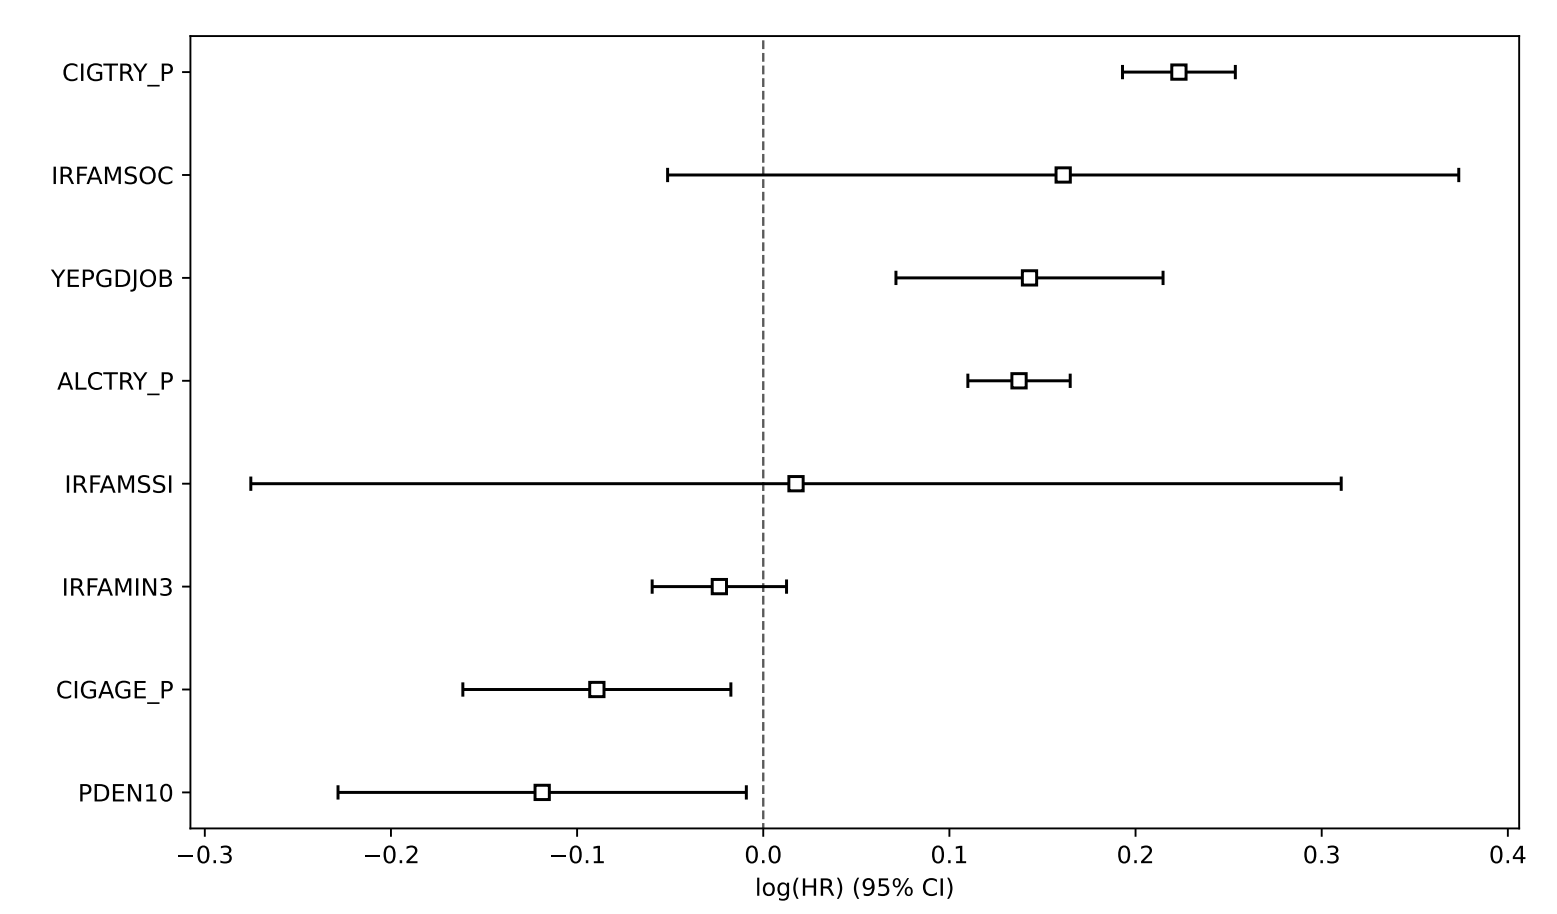 CIGTRY_P
IRFAMSOC
YEPGDJOB
ALCTRY_P
IRFAMSSI
IRFAMIN3
CIGAGE_P
PDEN10
−0.3 −0.2 −0.1 0.0 0.1 0.2 0.3 0.4
log(HR) (95% CI)